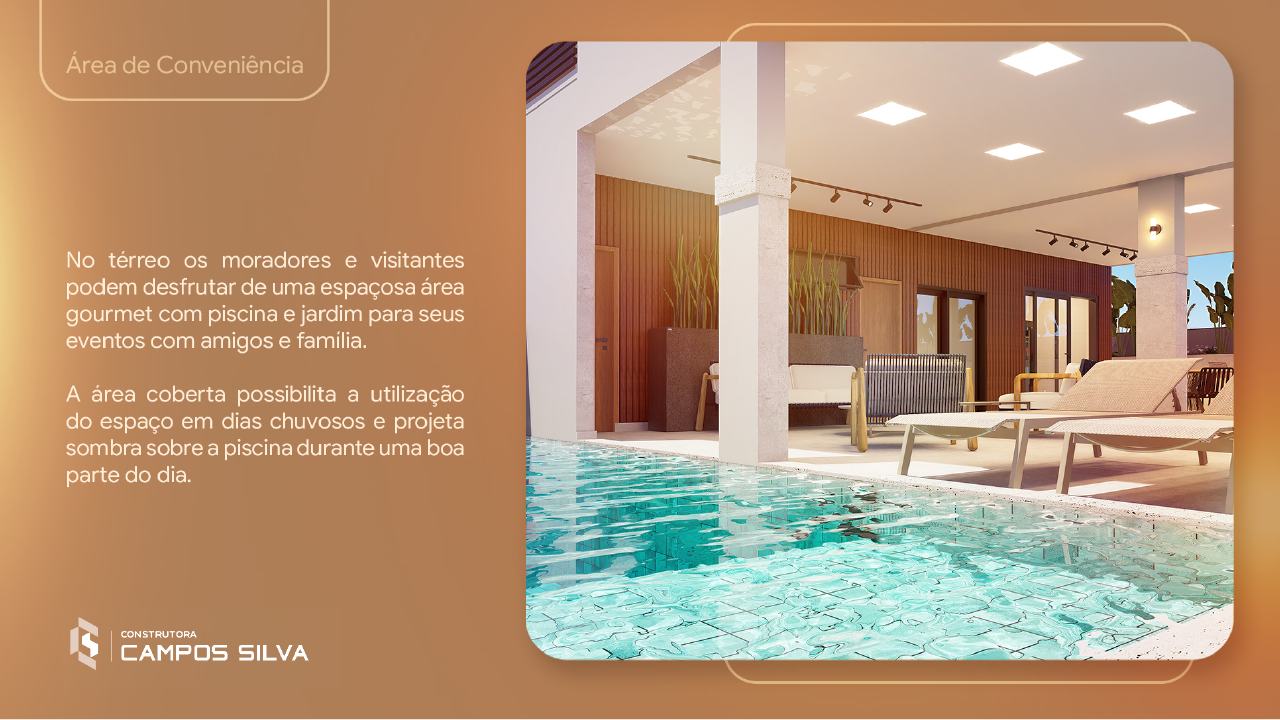 Área de Conveniência
No térreo os moradores e visitantes
podem desfrutar de uma espaçosa área
gourmet com piscina e jardim para seus
eventos com amigos e família.
A área coberta possibilita a utilização
do espaço em dias chuvosos e projeta
sombra sobre a piscina durante uma boa
parte do dia.
CONSTRUTORA
CAMPOS SILVA